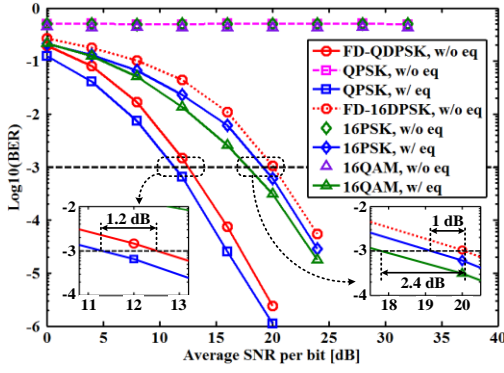 0
-1
-2
-3
-4
-5
-6
Log10(BER)
FD-QDPSK, w/o eq
QPSK, w/o eq
QPSK, w/ eq
FD-16DPSK, w/o eq
16PSK, w/o eq
16PSK, w/ eq
16QAM, w/o eq
16QAM, w/ eq
-2
1.2 dB
-3
-4
11 12 13
-2
1 dB
-3
2.4 dB
-4
18 19 20
0 5 10 15 20 25 30 35 40
Average SNR per bit [dB]